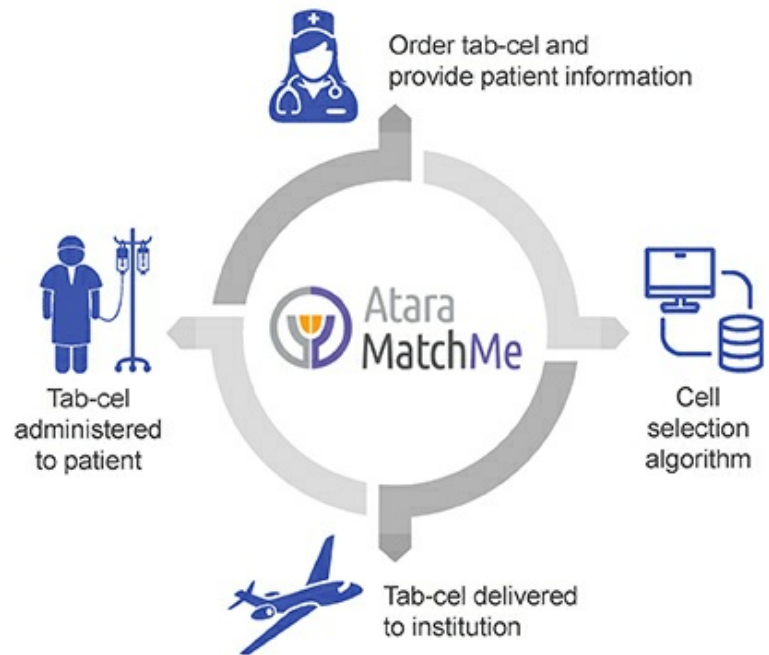 Order tab-cel and
provide patient information
Atara
MatchMe
Cell
selection
algorithm
Tab-cel delivered
to institution
Tab-cel
administered
to patient